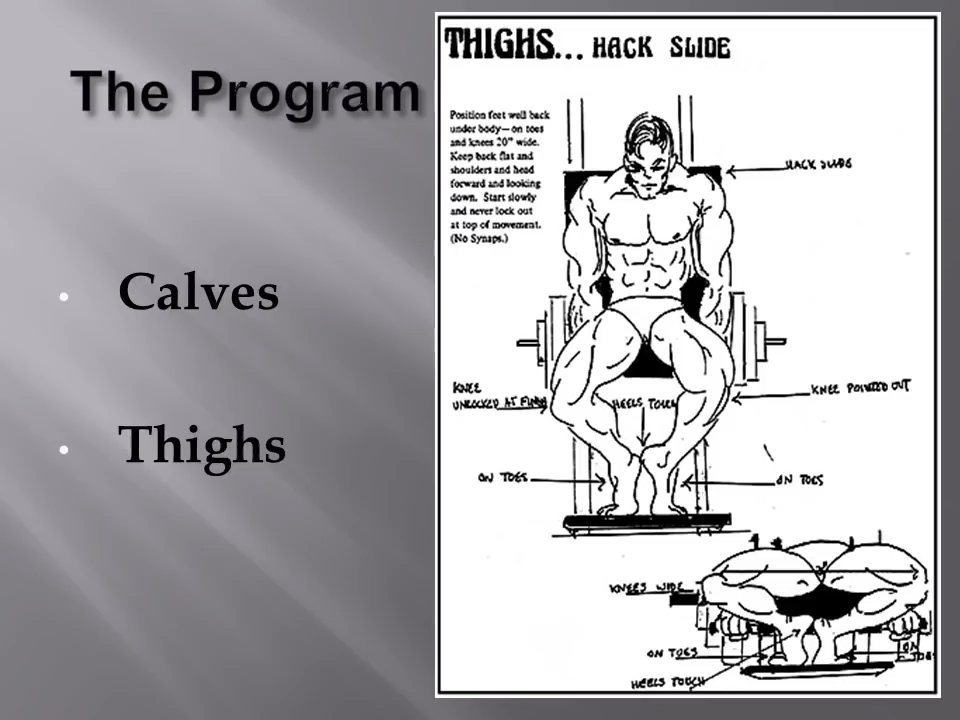 The Program
• Calves
• Thighs
THIGHS... HACK SLIDE
Position feet well back
under body—on toes
and knees 20" wide.
Keep back flat and
shoulders and head
forward and looking
down. Start slowly
and never lock out
at top of movement.
(No Synaps.)
HACK SLIDE
KNEE
UNLOCKED AT FINISH
HEELS TOUCH
KNEE POINTED OUT
ON TOES
ON TOES
KNEES WIDE
ON TOES
ON
TOES
HEELS TOUCH